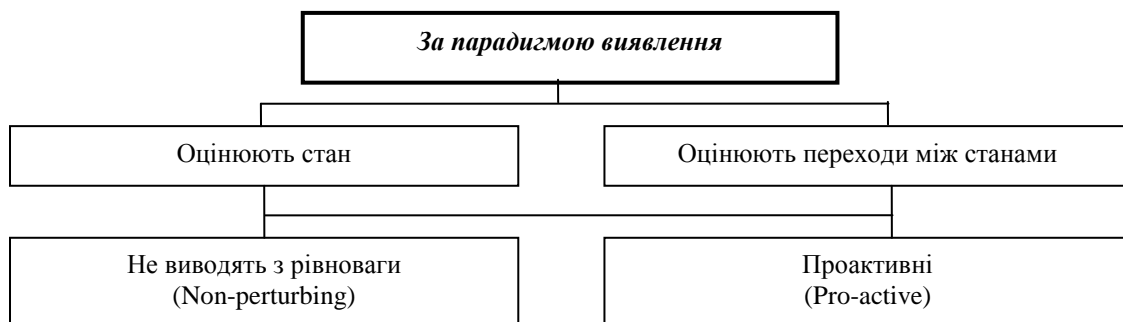 За парадигмою виявлення
Оцінюють стан
Оцінюють переходи між станами
Не виводять з рівноваги
(Non-perturbing)
Проактивні
(Pro-active)